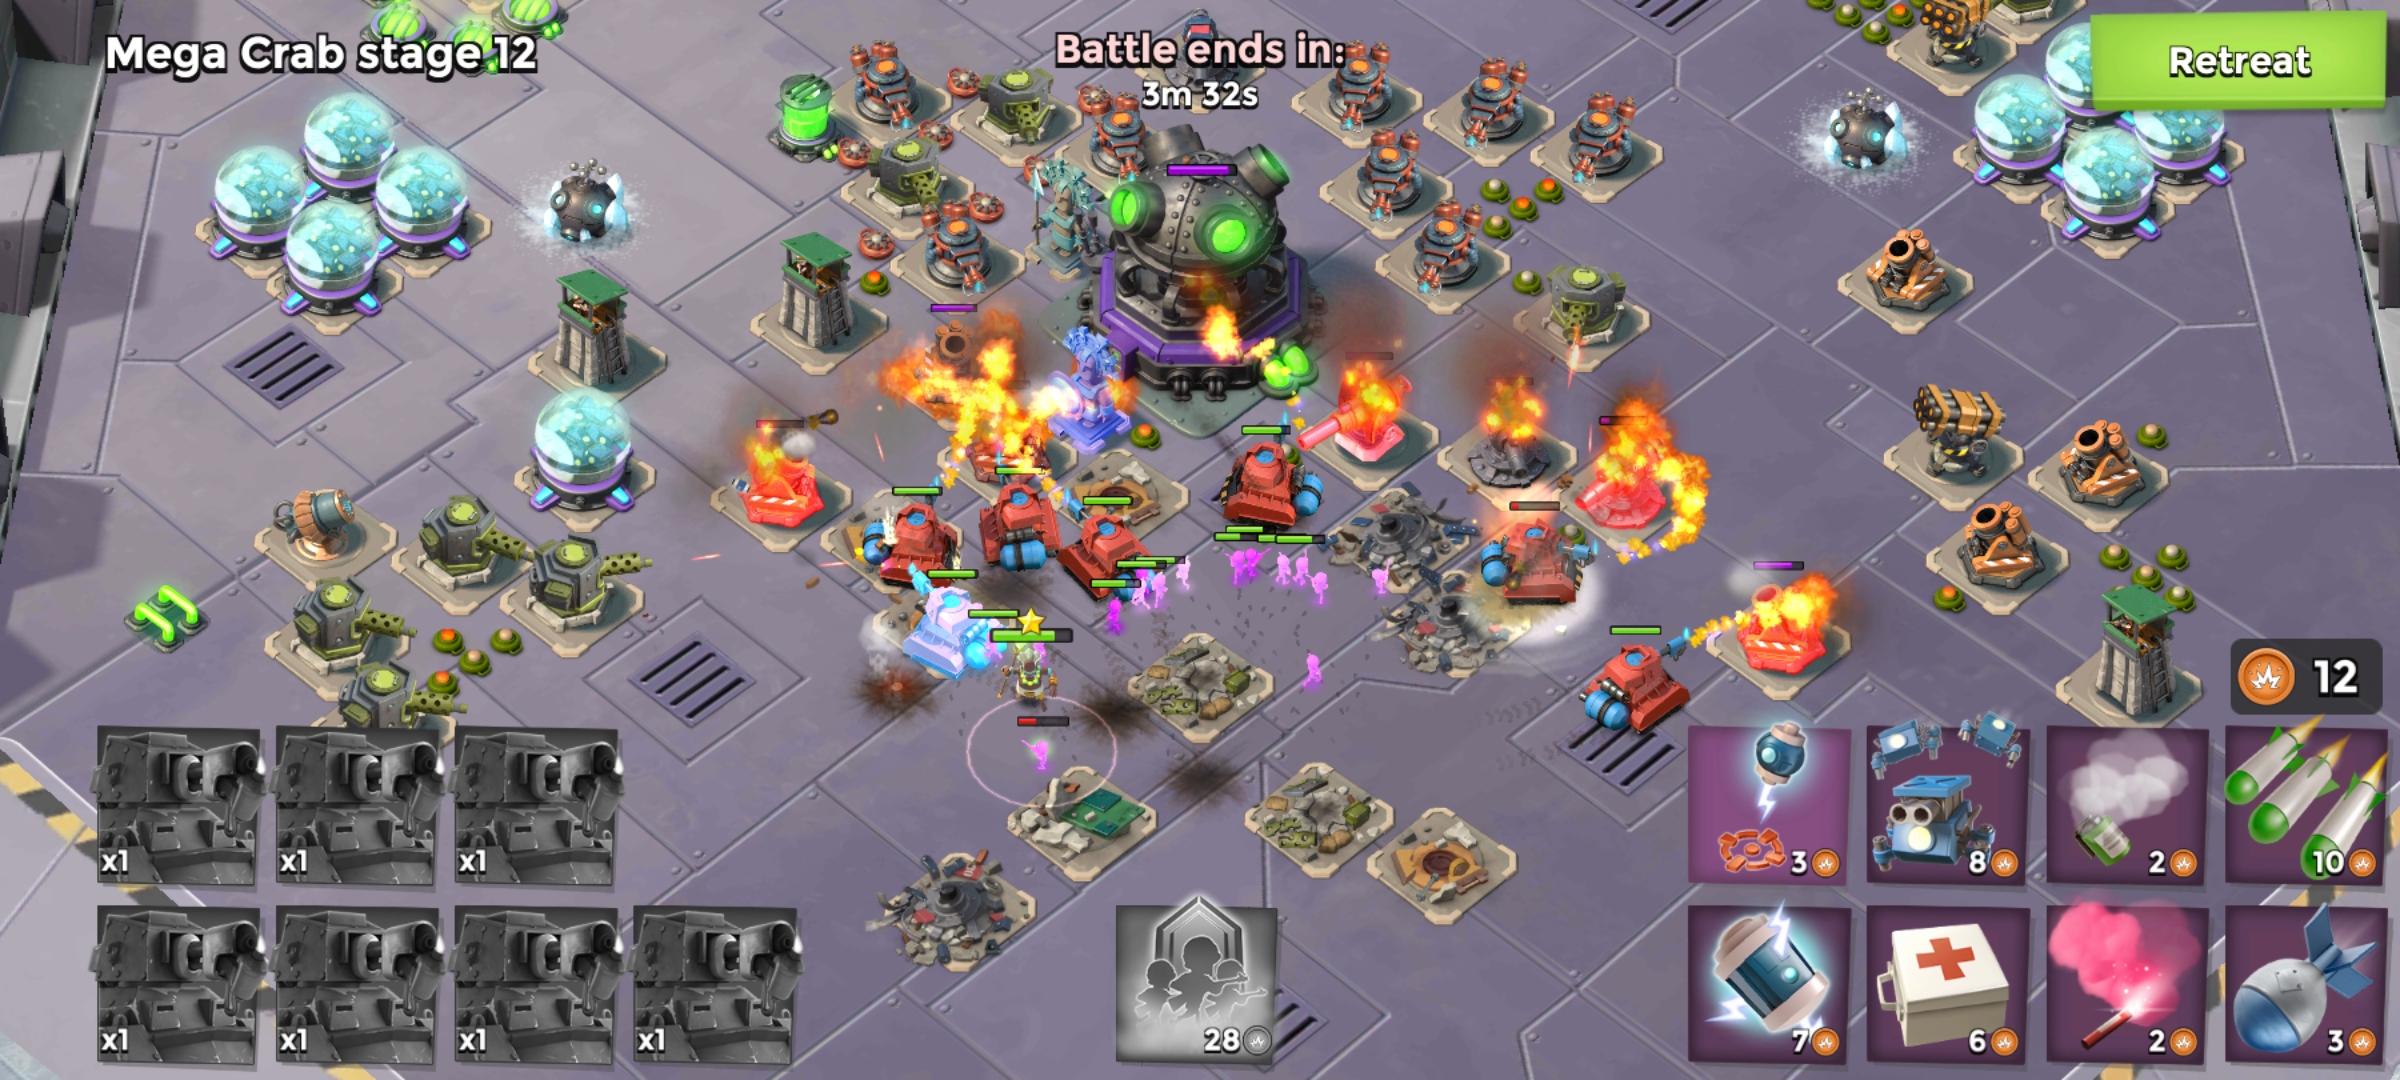 Mega Crab stage 12
Battle ends in:
3m 32s
Retreat
12
3
8
2
10
x1
x1
x1
x1
x1
x1
x1
28
7
6
2
3